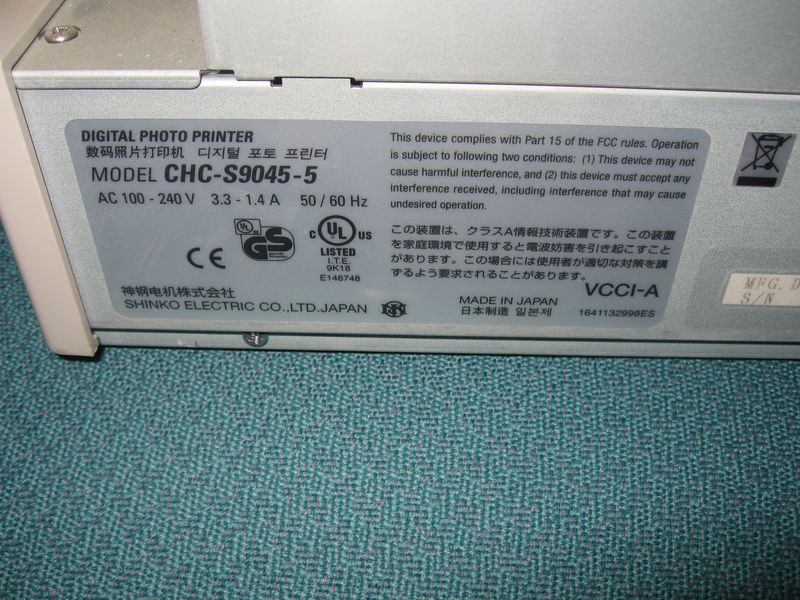 DIGITAL PHOTO PRINTER
数码照片打印机 디지털 포토 프린터
MODEL CHC-S9045-5
AC 100 - 240 V 3.3 - 1.4 A 50 / 60 Hz
CE
UL
GS
C UL US
LISTED
I.T.E.
9K18
E146748
神钢电机株式会社
SHINKO ELECTRIC CO.,LTD.JAPAN
This device complies with Part 15 of the FCC rules. Operation
is subject to following two conditions: (1) This device may not
cause harmful interference, and (2) this device must accept any
interference received, including interference that may cause
undesired operation.
この装置は、クラスA情報技術装置です。この装置
を家庭環境で使用すると電波妨害を引き起こすこと
があります。この場合には使用者が適切な対策を講
ずるよう要求されることがあります。
VCCI-A
MADE IN JAPAN
日本制造 일본제
1641132998ES
MFG. D
S/N